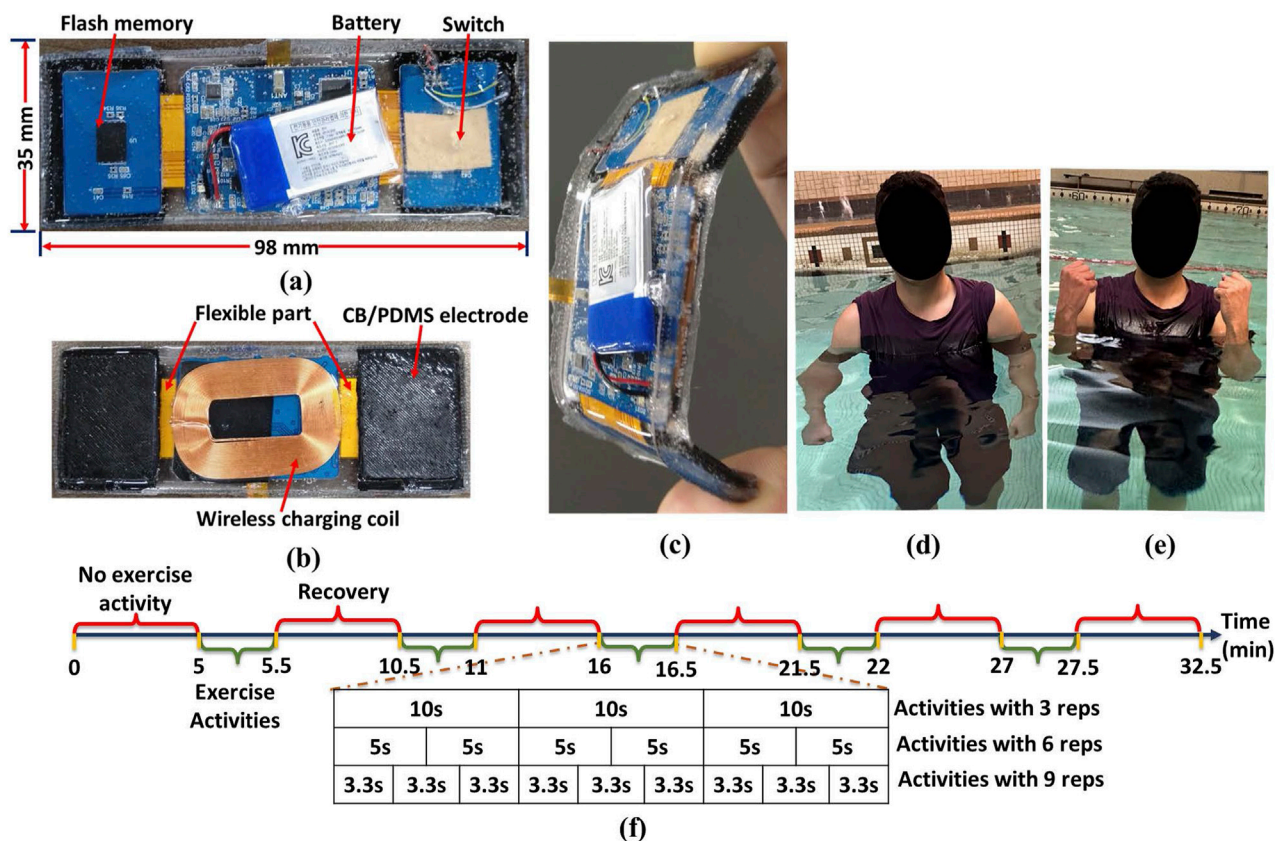 Flash memory
Battery
Switch
35 mm
98 mm
(a)
Flexible part
CB/PDMS electrode
Wireless charging coil
(b)
(c)
(d)
(e)
No exercise
activity
Recovery
Time
(min)
0
5
5.5
10.5
11
16
16.5
21.5
22
27
27.5
32.5
Exercise
Activities
10s 10s 10s Activities with 3 reps
5s 5s 5s 5s 5s 5s Activities with 6 reps
3.3s 3.3s 3.3s 3.3s 3.3s 3.3s 3.3s 3.3s 3.3s Activities with 9 reps
(f)